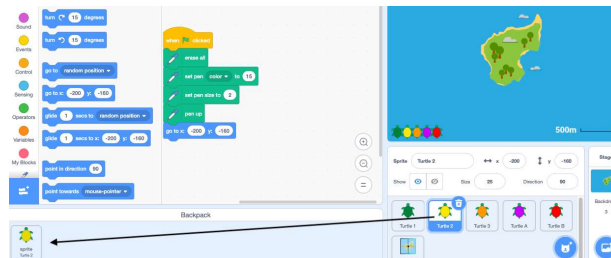 Sound
Events
Control
Sensing
Operators
Variables
My Blocks
turn 15 degrees
turn 15 degrees
go to random position
go to x: -200 y: -160
glide 1 secs to random position
glide 1 secs to x: -200 y: -160
point in direction 90
point towards mouse-pointer
when clicked
erase all
set pen color to 15
set pen size to 2
pen up
go to x: -200 y: -160
500m
Sprite Turtle 2 x -200 y -160
Show Size 25 Direction 90
Turtle 1
Turtle 2
Turtle 3
Turtle A
Turtle B
Stag
Backdro
Backpack
sprite
Turtle 2